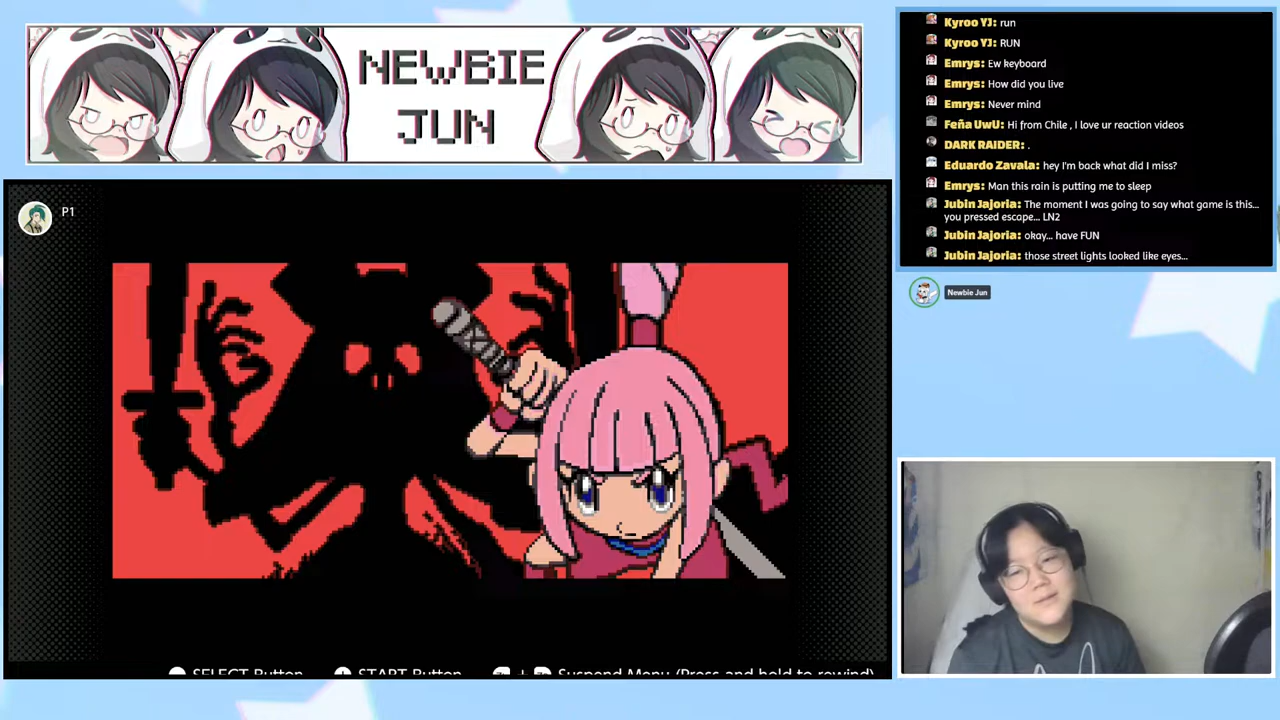 NEWBIE
JUN
P1
SELECT Button
START Button
+
Suspend Menu (Press and hold to rewind)
Kyroo YJ: run
Kyroo YJ: RUN
Emrys: Ew keyboard
Emrys: How did you live
Emrys: Never mind
Feña UwU: Hi from Chile , I love ur reaction videos
DARK RAIDER: .
Eduardo Zavala: hey I'm back what did I miss?
Emrys: Man this rain is putting me to sleep
Jubin Jajoria: The moment I was going to say what game is this...
you pressed escape... LN2
Jubin Jajoria: okay... have FUN
Jubin Jajoria: those street lights looked like eyes...
Newbie Jun